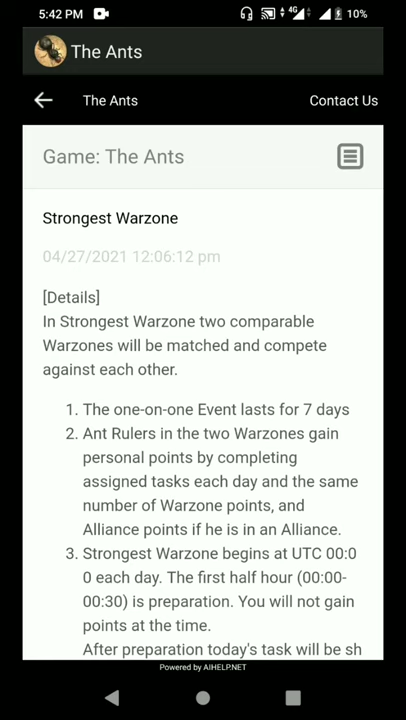 5:42 PM 4G 10%
The Ants
The Ants Contact Us
Game: The Ants
Strongest Warzone
04/27/2021 12:06:12 pm
[Details]
In Strongest Warzone two comparable
Warzones will be matched and compete
against each other.
1. The one-on-one Event lasts for 7 days
2. Ant Rulers in the two Warzones gain
personal points by completing
assigned tasks each day and the same
number of Warzone points, and
Alliance points if he is in an Alliance.
3. Strongest Warzone begins at UTC 00:0
0 each day. The first half hour (00:00-
00:30) is preparation. You will not gain
points at the time.
After preparation today's task will be sh
Powered by AIHELP.NET